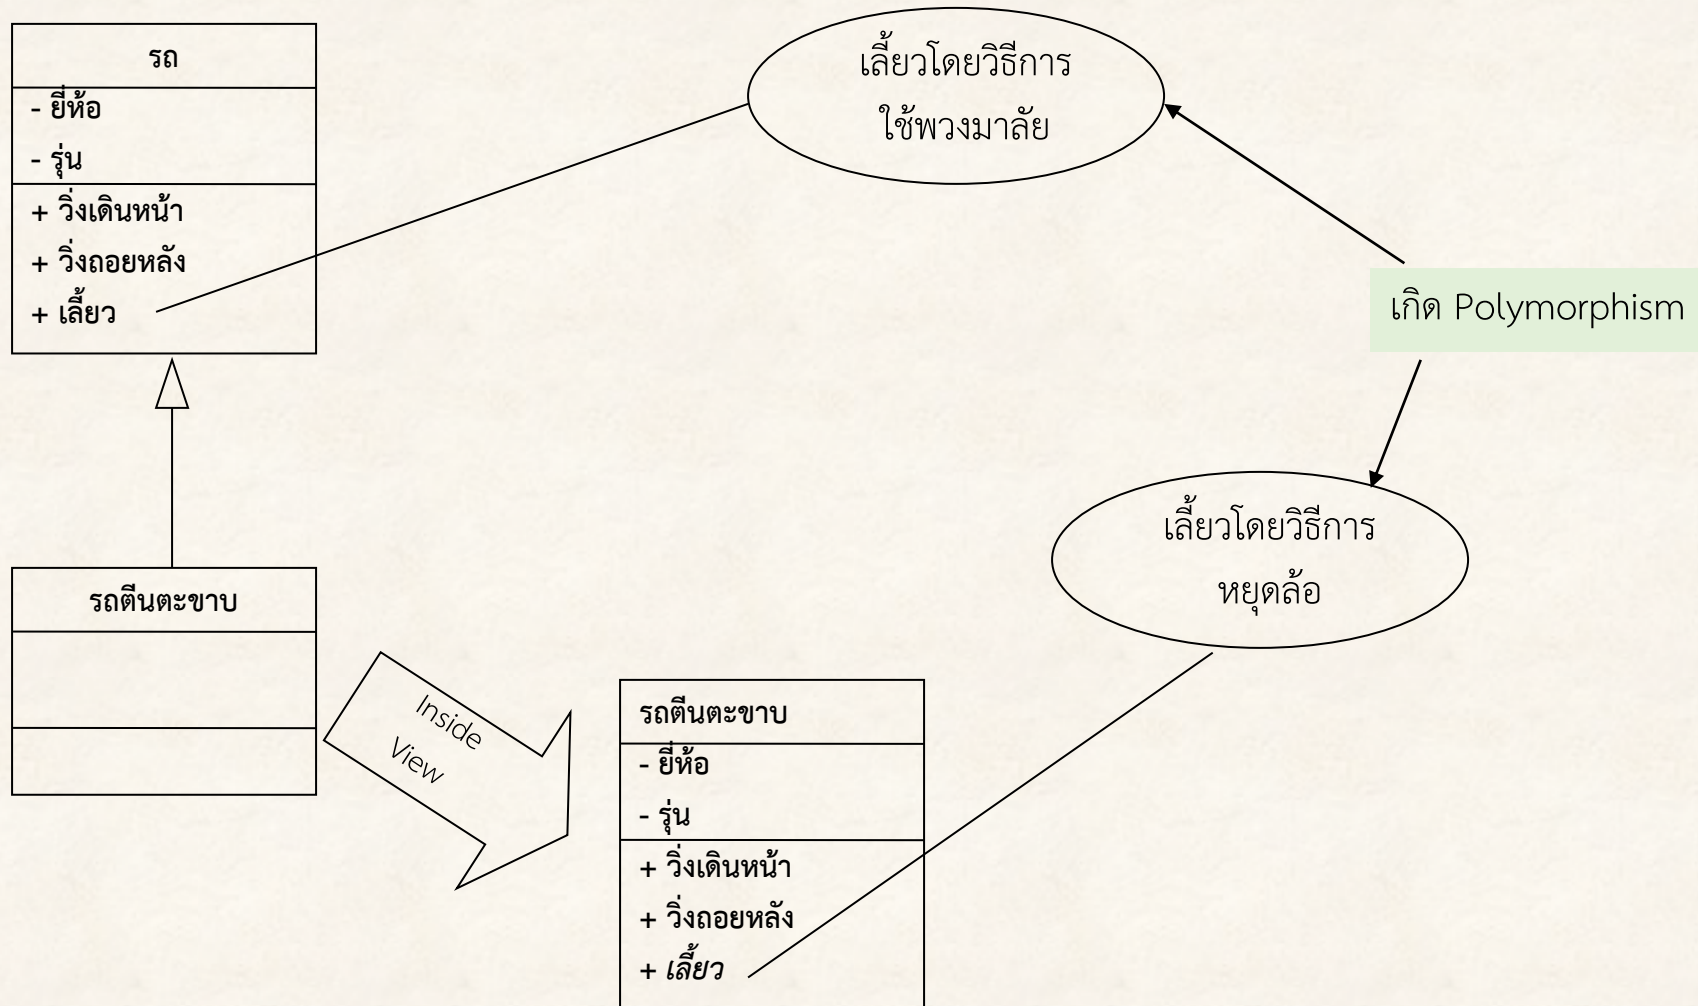 รถ
- ยี่ห้อ
- รุ่น
+ วิ่งเดินหน้า
+ วิ่งถอยหลัง
+ เลี้ยว
เลี้ยวโดยวิธีการ
ใช้พวงมาลัย
เกิด Polymorphism
เลี้ยวโดยวิธีการ
หยุดล้อ
รถตีนตะขาบ
Inside
View
รถตีนตะขาบ
- ยี่ห้อ
- รุ่น
+ วิ่งเดินหน้า
+ วิ่งถอยหลัง
+ เลี้ยว